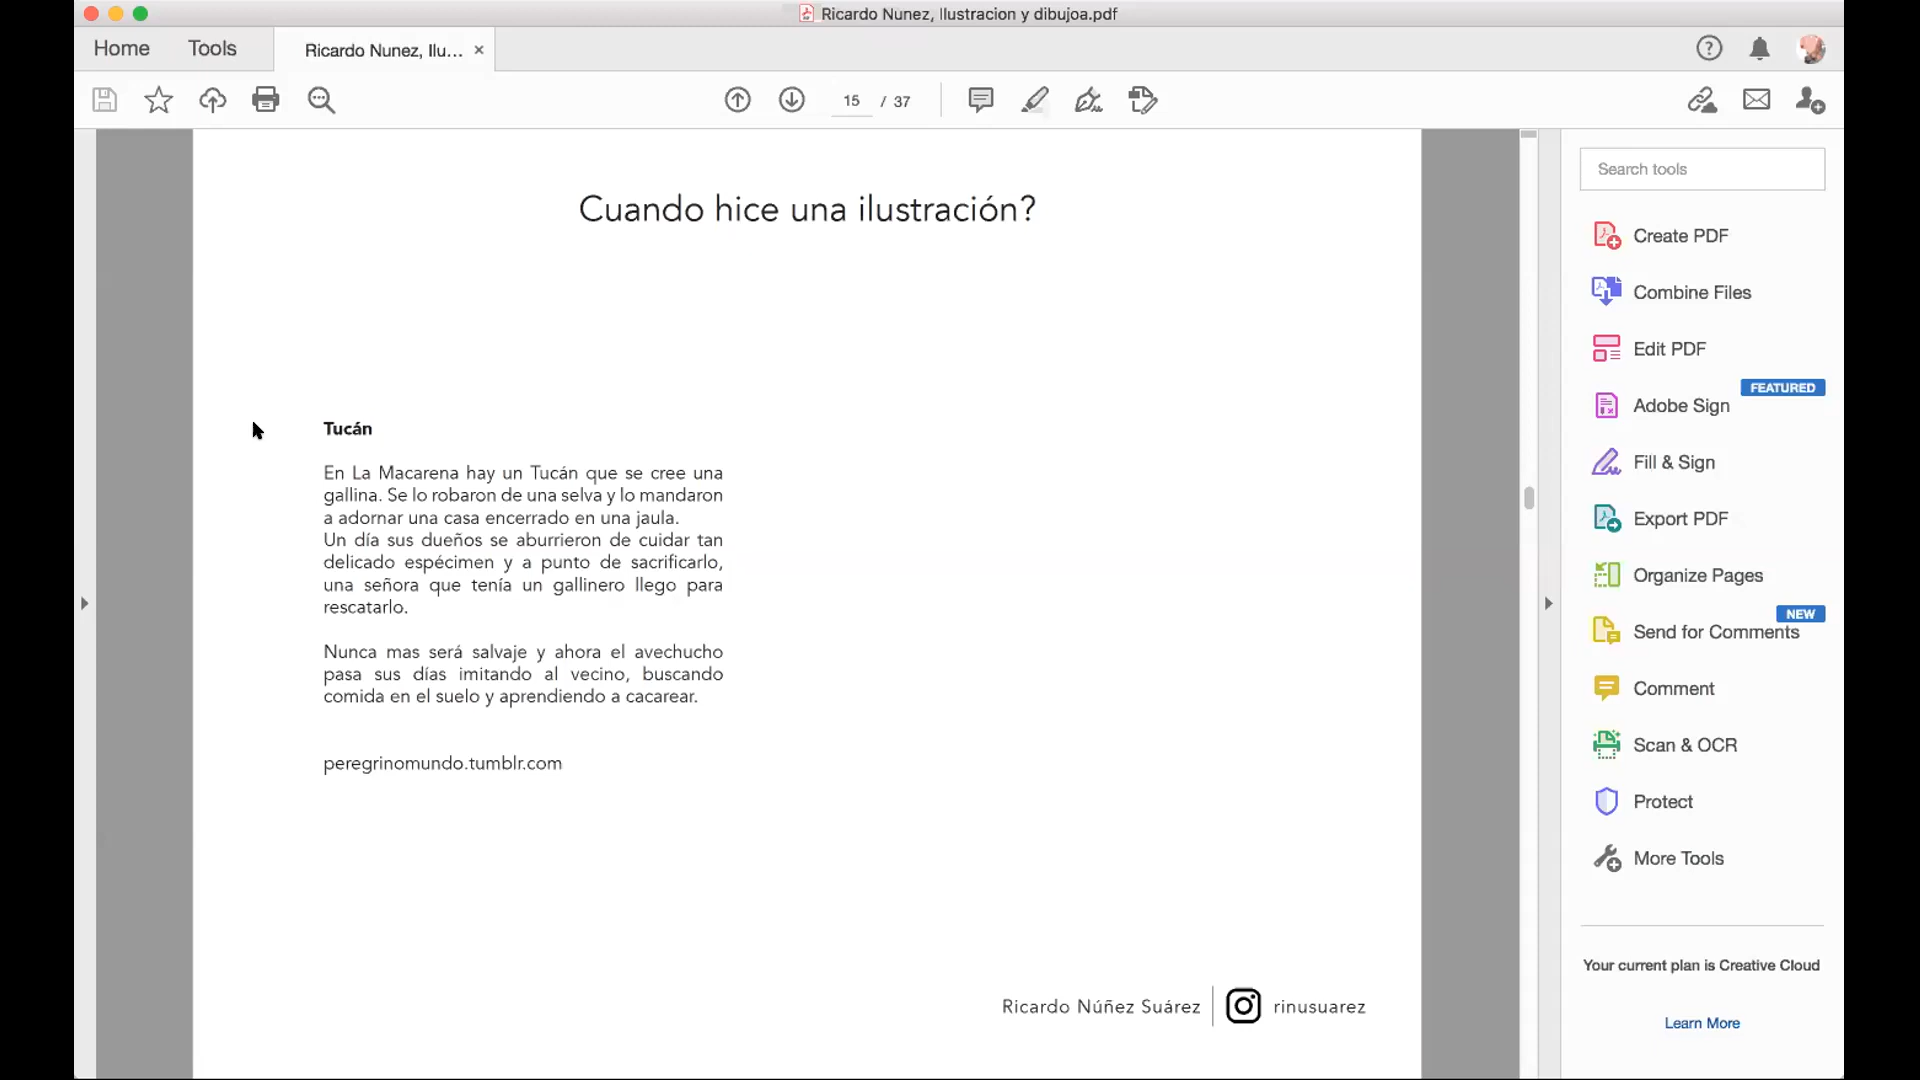 Ricardo Nunez, Ilustracion y dibujoa.pdf
Home
Tools
Ricardo Nunez, Ilu... ×
15 / 37
Search tools
Cuando hice una ilustración?
Tucán
En La Macarena hay un Tucán que se cree una
gallina. Se lo robaron de una selva y lo mandaron
a adornar una casa encerrado en una jaula.
Un día sus dueños se aburrieron de cuidar tan
delicado espécimen y a punto de sacrificarlo,
una señora que tenía un gallinero llego para
rescatarlo.
Nunca mas será salvaje y ahora el avechucho
pasa sus días imitando al vecino, buscando
comida en el suelo y aprendiendo a cacarear.
peregrinomundo.tumblr.com
Ricardo Núñez Suárez
rinusuarez
Create PDF
Combine Files
Edit PDF
FEATURED
Adobe Sign
Fill & Sign
Export PDF
Organize Pages
NEW
Send for Comments
Comment
Scan & OCR
Protect
More Tools
Your current plan is Creative Cloud
Learn More